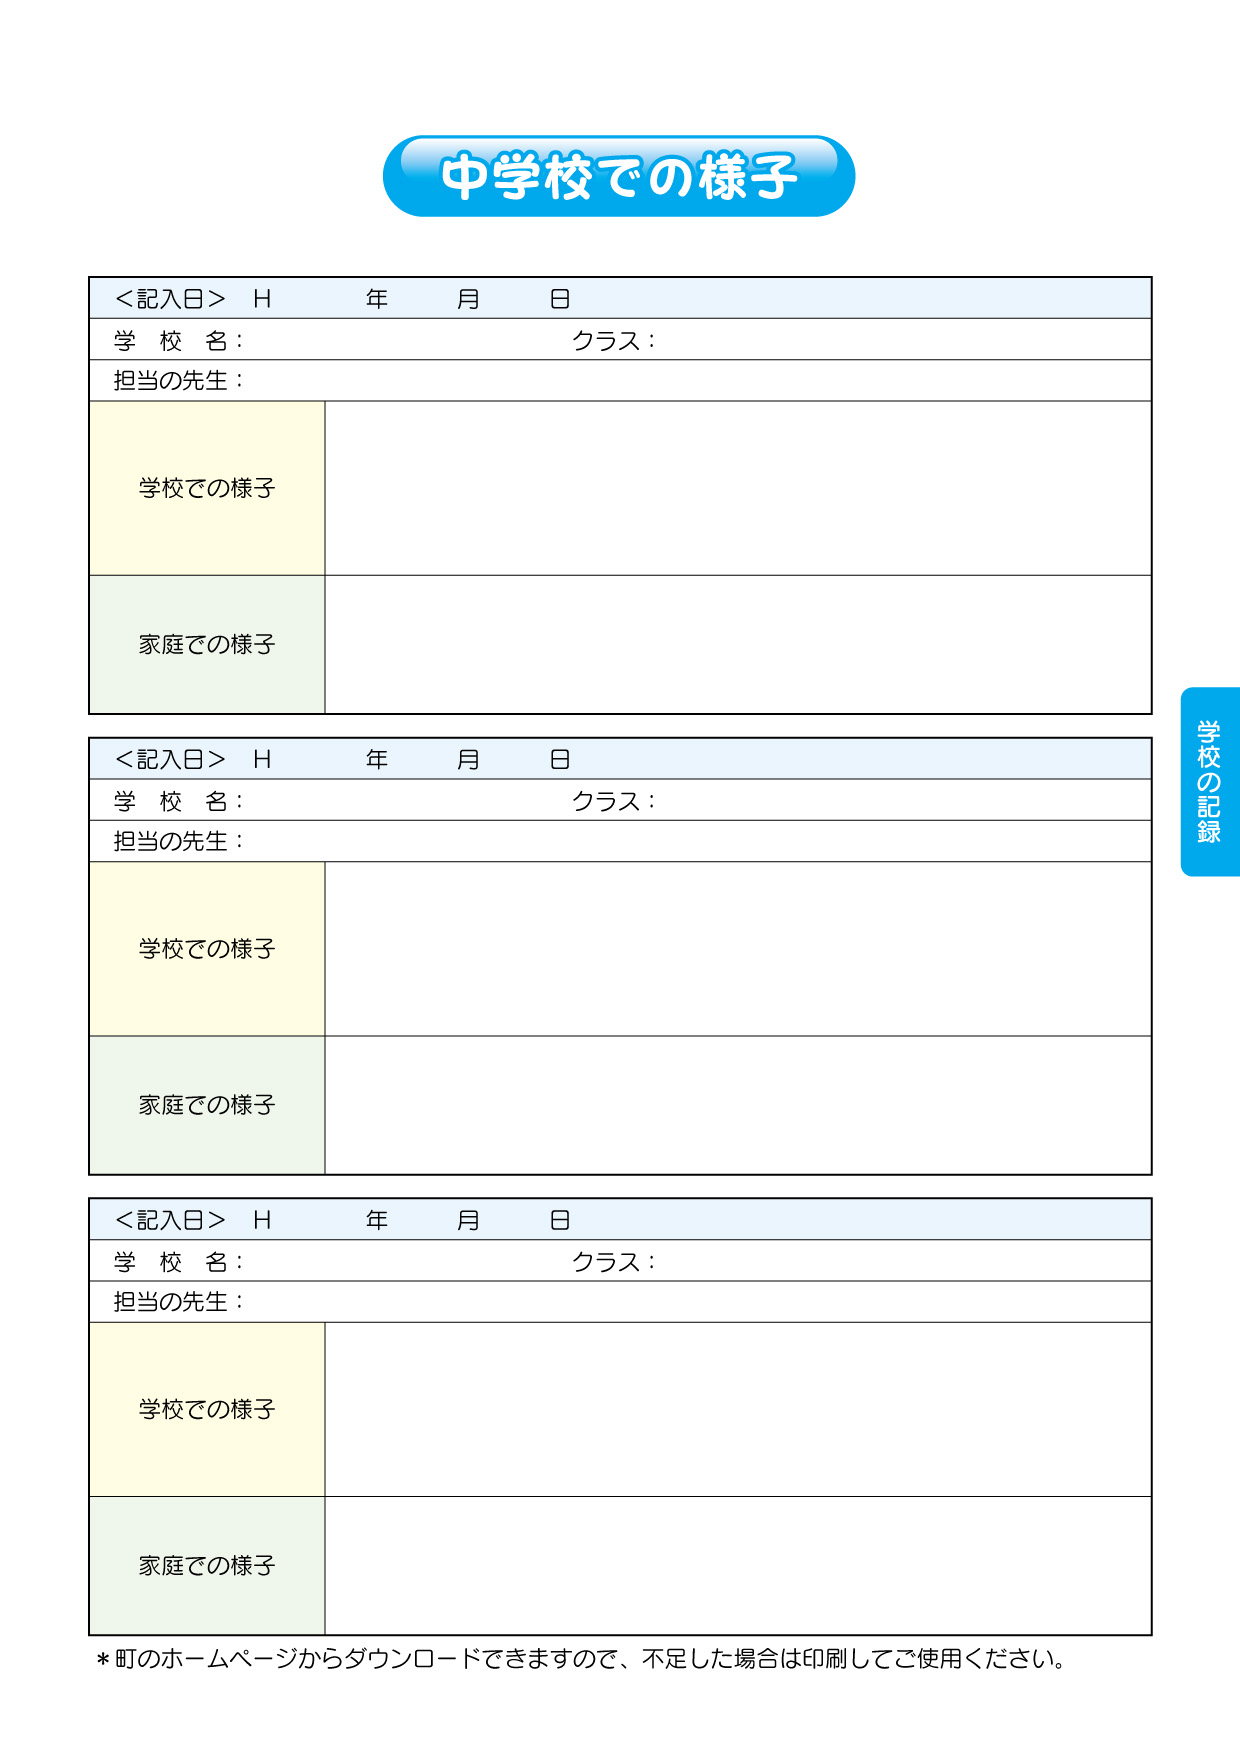 中学校での様子
＜記入日＞　H　　　　年　　　月　　　日
学　校　名：　　　　　　　　　　　　　　クラス：
担当の先生：
学校での様子
家庭での様子
＜記入日＞　H　　　　年　　　月　　　日
学　校　名：　　　　　　　　　　　　　　クラス：
担当の先生：
学校での様子
家庭での様子
＜記入日＞　H　　　　年　　　月　　　日
学　校　名：　　　　　　　　　　　　　　クラス：
担当の先生：
学校での様子
家庭での様子
＊町のホームページからダウンロードできますので、不足した場合は印刷してご使用ください。
学校の記録